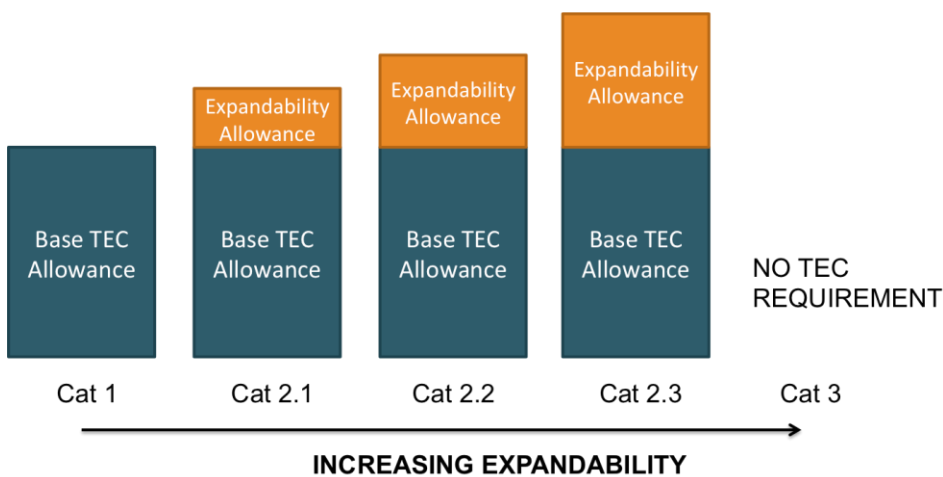 Expandability
Allowance
Expandability
Allowance
Expandability
Allowance
Base TEC
Allowance
Base TEC
Allowance
Base TEC
Allowance
Base TEC
Allowance
NO TEC
REQUIREMENT
Cat 1
Cat 2.1
Cat 2.2
Cat 2.3
Cat 3
INCREASING EXPANDABILITY